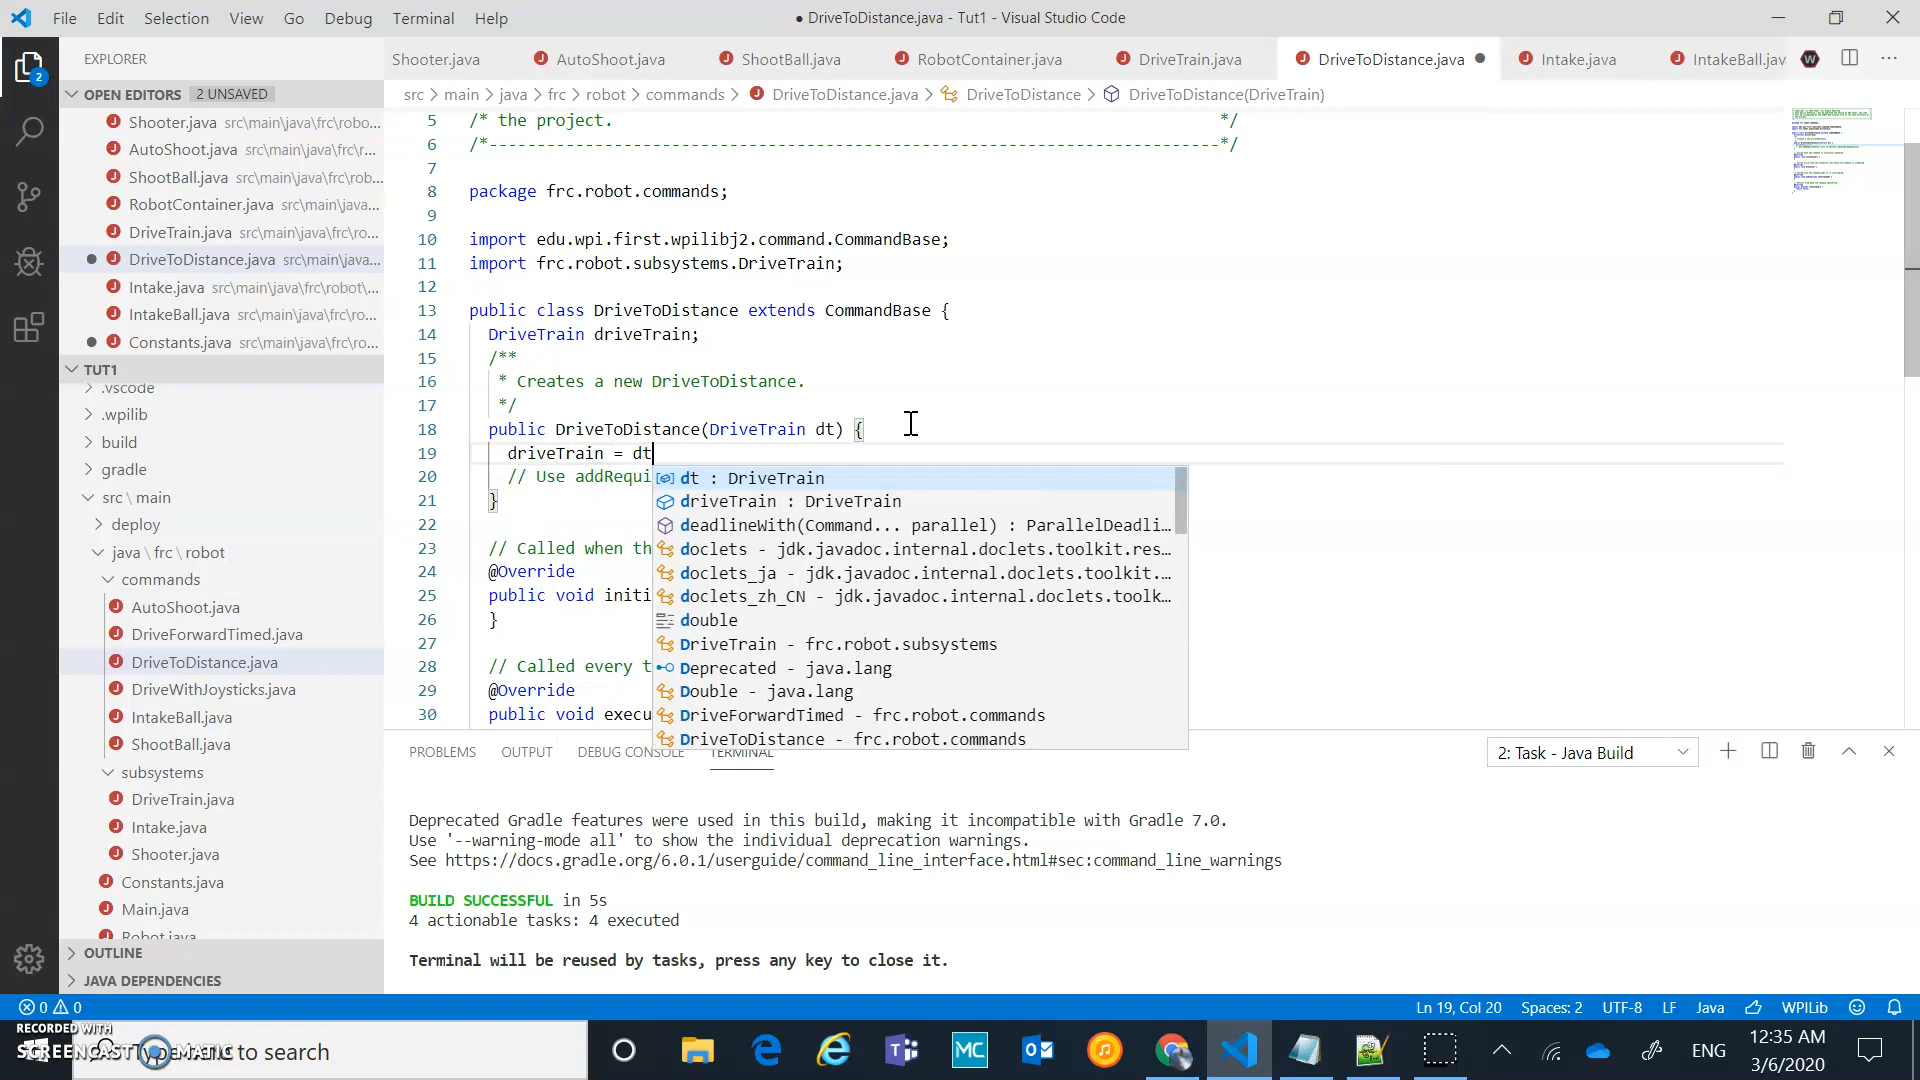 File Edit Selection View Go Debug Terminal Help
● DriveToDistance.java - Tut1 - Visual Studio Code
EXPLORER
Shooter.java AutoShoot.java ShootBall.java RobotContainer.java DriveTrain.java DriveToDistance.java Intake.java IntakeBall.jav
2
OPEN EDITORS 2 UNSAVED
src > main > java > frc > robot > commands > DriveToDistance.java > DriveToDistance > DriveToDistance(DriveTrain)
Shooter.java src\main\java\frc\robo...
AutoShoot.java src\main\java\frc\r...
ShootBall.java src\main\java\frc\rob...
RobotContainer.java src\main\java...
DriveTrain.java src\main\java\frc\ro...
DriveToDistance.java src\main\java...
Intake.java src\main\java\frc\robot\...
IntakeBall.java src\main\java\frc\ro...
Constants.java src\main\java\frc\ro...
TUT1
.vscode
.wpilib
build
gradle
src \ main
deploy
java \ frc \ robot
commands
AutoShoot.java
DriveForwardTimed.java
DriveToDistance.java
DriveWithJoysticks.java
IntakeBall.java
ShootBall.java
subsystems
DriveTrain.java
Intake.java
Shooter.java
Constants.java
Main.java
Robot.java
OUTLINE
JAVA DEPENDENCIES
5 /* the project. */
6 /*----------------------------------------------------------------------------*/
7
8 package frc.robot.commands;
9
10 import edu.wpi.first.wpilibj2.command.CommandBase;
11 import frc.robot.subsystems.DriveTrain;
12
13 public class DriveToDistance extends CommandBase {
14 DriveTrain driveTrain;
15 /**
16 * Creates a new DriveToDistance.
17 */
18 public DriveToDistance(DriveTrain dt) {
19 driveTrain = dt
20 // Use addRequi
21 }
22
23 // Called when th
24 @Override
25 public void initi
26 }
27
28 // Called every t
29 @Override
30 public void execu
dt : DriveTrain
driveTrain : DriveTrain
deadlineWith(Command... parallel) : ParallelDeadli...
doclets - jdk.javadoc.internal.doclets.toolkit.res...
doclets_ja - jdk.javadoc.internal.doclets.toolkit....
doclets_zh_CN - jdk.javadoc.internal.doclets.toolk...
double
DriveTrain - frc.robot.subsystems
Deprecated - java.lang
Double - java.lang
DriveForwardTimed - frc.robot.commands
DriveToDistance - frc.robot.commands
PROBLEMS OUTPUT DEBUG CONSOLE TERMINAL
2: Task - Java Build
Deprecated Gradle features were used in this build, making it incompatible with Gradle 7.0.
Use '--warning-mode all' to show the individual deprecation warnings.
See https://docs.gradle.org/6.0.1/userguide/command_line_interface.html#sec:command_line_warnings
BUILD SUCCESSFUL in 5s
4 actionable tasks: 4 executed
Terminal will be reused by tasks, press any key to close it.
0 0
Ln 19, Col 20 Spaces: 2 UTF-8 LF Java WPILib
RECORDED WITH
SCREENCAST MATIC
to search
MC
ENG
12:35 AM
3/6/2020